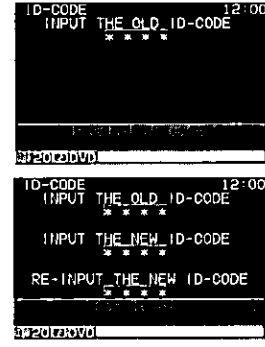 ID-CODE 12:00
INPUT THE OLD ID-CODE
* * * *
ID-CODE 12:00
INPUT THE OLD ID-CODE
* * * *
INPUT THE NEW ID-CODE
* * * *
RE-INPUT THE NEW ID-CODE
* * * *